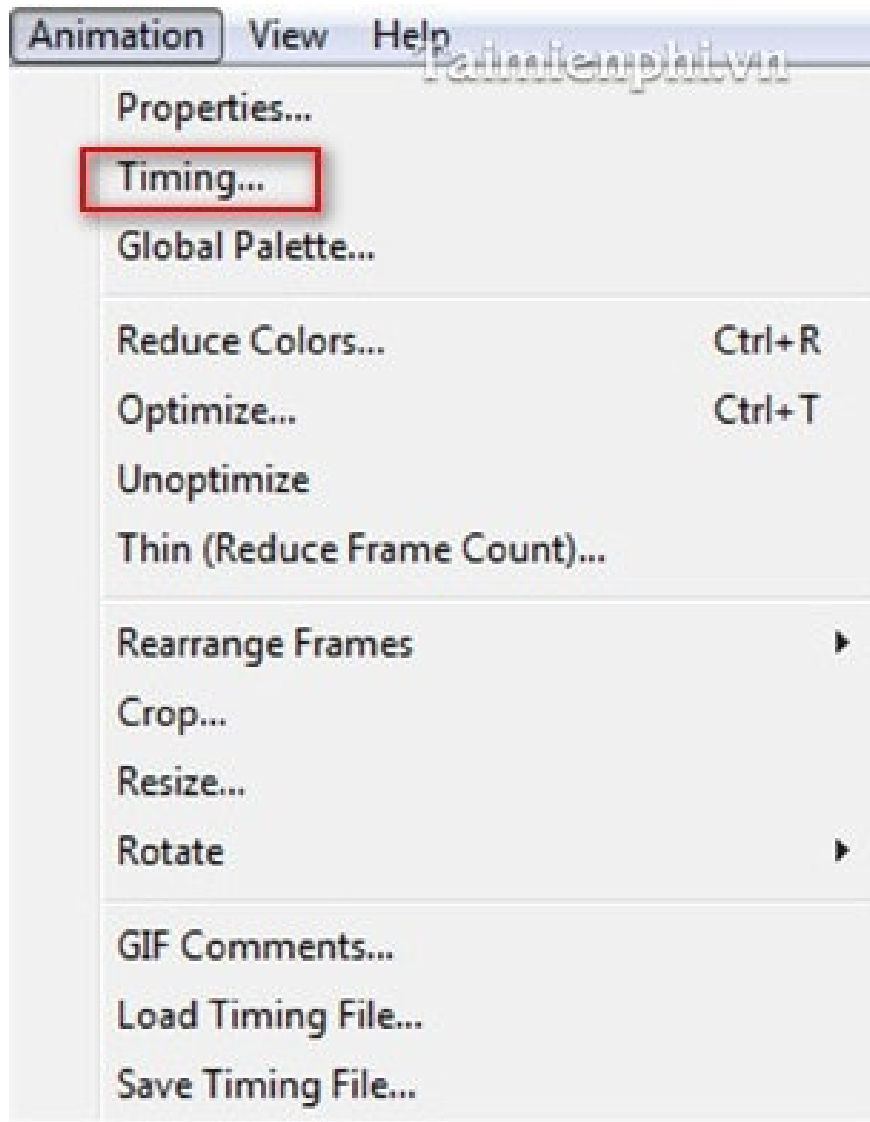 Animation View Help
Taimienphi.vn
Properties...
Timing...
Global Palette...
Reduce Colors... Ctrl+R
Optimize... Ctrl+T
Unoptimize
Thin (Reduce Frame Count)...
Rearrange Frames
Crop...
Resize...
Rotate
GIF Comments...
Load Timing File...
Save Timing File...